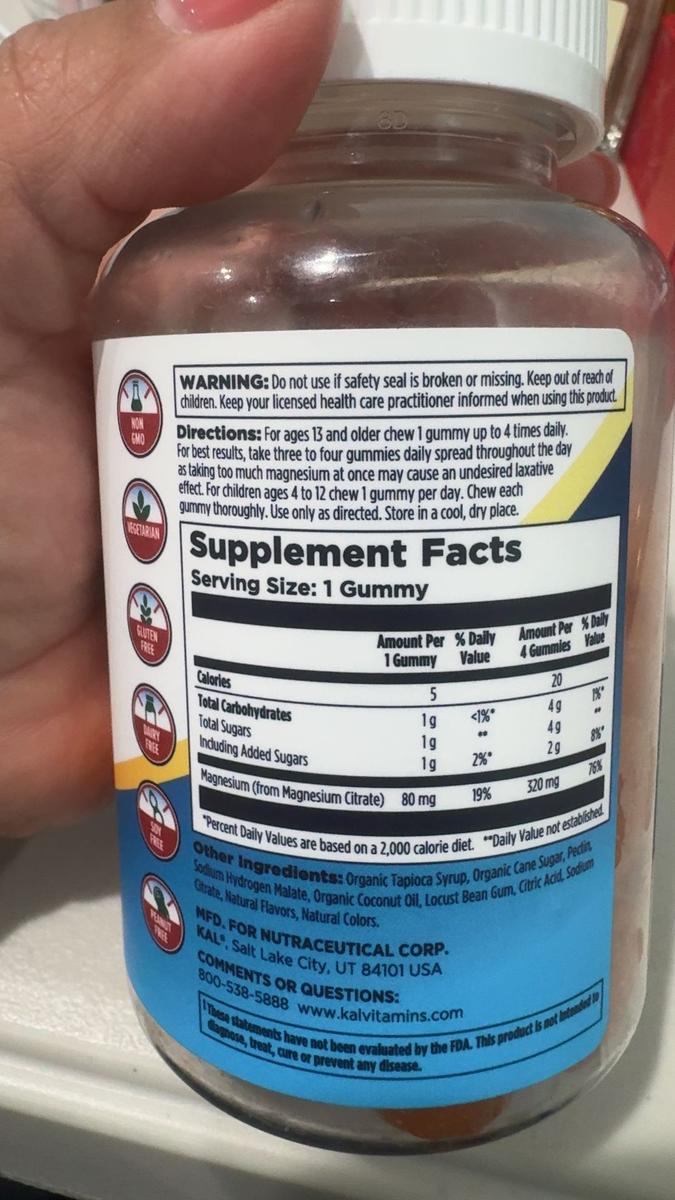 8D
WARNING: Do not use if safety seal is broken or missing. Keep out of reach of
children. Keep your licensed health care practitioner informed when using this product.
Directions: For ages 13 and older chew 1 gummy up to 4 times daily.
For best results, take three to four gummies daily spread throughout the day
as taking too much magnesium at once may cause an undesired laxative
effect. For children ages 4 to 12 chew 1 gummy per day. Chew each
gummy thoroughly. Use only as directed. Store in a cool, dry place.
NON
GMO
VEGETARIAN
GLUTEN
FREE
DAIRY
FREE
SOY
FREE
PEANUT
FREE
Supplement Facts
Serving Size: 1 Gummy
Amount Per % Daily Amount Per % Daily
1 Gummy Value 4 Gummies Value
Calories 5 20
Total Carbohydrates 1 g <1%* 4 g 1%*
Total Sugars 1 g ** 4 g **
Including Added Sugars 1 g 2%* 2 g 8%*
Magnesium (from Magnesium Citrate) 80 mg 19% 320 mg 76%
*Percent Daily Values are based on a 2,000 calorie diet. **Daily Value not established.
Other Ingredients: Organic Tapioca Syrup, Organic Cane Sugar, Pectin,
Sodium Hydrogen Malate, Organic Coconut Oil, Locust Bean Gum, Citric Acid, Sodium
Citrate, Natural Flavors, Natural Colors.
MFD. FOR NUTRACEUTICAL CORP.
KAL®, Salt Lake City, UT 84101 USA
COMMENTS OR QUESTIONS:
800-538-5888 www.kalvitamins.com
‡These statements have not been evaluated by the FDA. This product is not intended to
diagnose, treat, cure or prevent any disease.